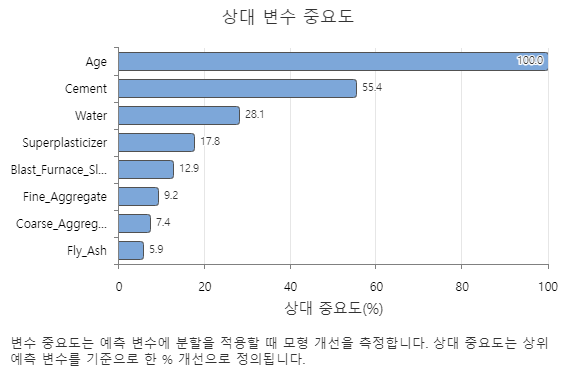 상대 변수 중요도
Age
100.0
Cement
55.4
Water
28.1
Superplasticizer
17.8
Blast_Furnace_Sl...
12.9
Fine_Aggregate
9.2
Coarse_Aggreg...
7.4
Fly_Ash
5.9
0 20 40 60 80 100
상대 중요도(%)
변수 중요도는 예측 변수에 분할을 적용할 때 모형 개선을 측정합니다. 상대 중요도는 상위
예측 변수를 기준으로 한 % 개선으로 정의됩니다.